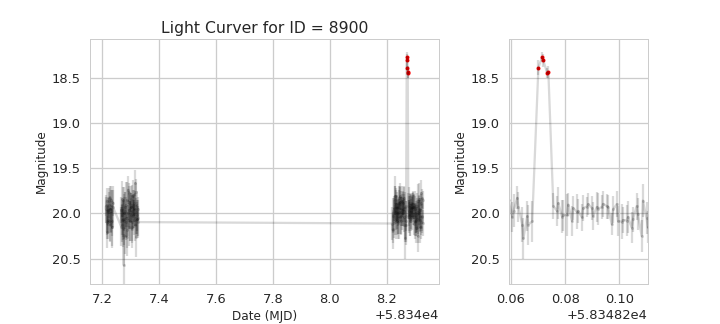 Light Curver for ID = 8900
Magnitude
18.5
19.0
19.5
20.0
20.5
7.2 7.4 7.6 7.8 8.0 8.2
Date (MJD)
+5.834e4
Magnitude
18.5
19.0
19.5
20.0
20.5
0.06 0.08 0.10
+5.83482e4